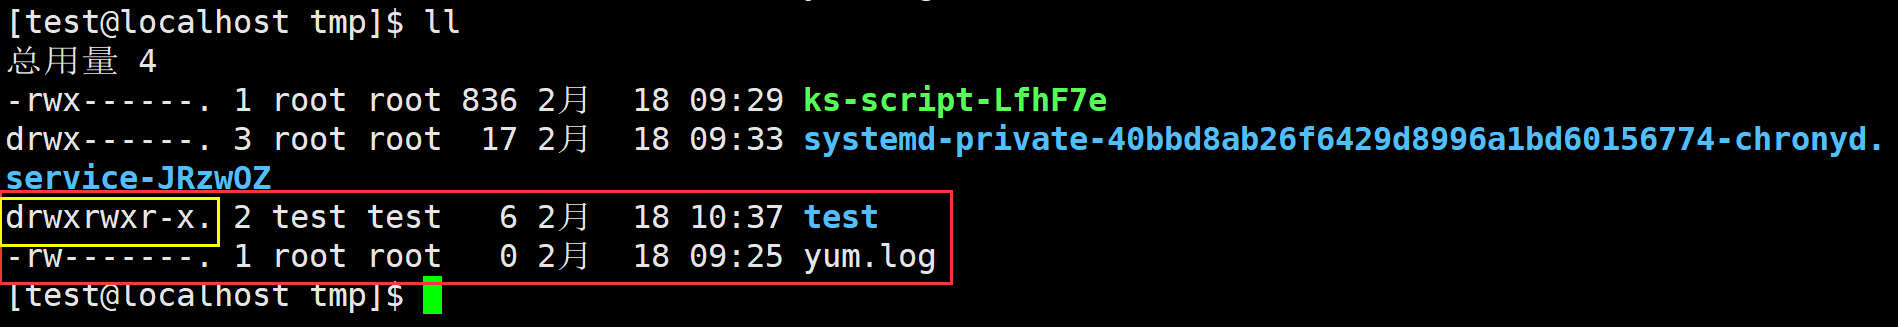 [test@localhost tmp]$ ll
总用量 4
-rwx------. 1 root root 836 2月  18 09:29 ks-script-LfhF7e
drwx------. 3 root root  17 2月  18 09:33 systemd-private-40bbd8ab26f6429d8996a1bd60156774-chronyd.
service-JRzwOZ
drwxrwxr-x. 2 test test   6 2月  18 10:37 test
-rw-------. 1 root root   0 2月  18 09:25 yum.log
[test@localhost tmp]$